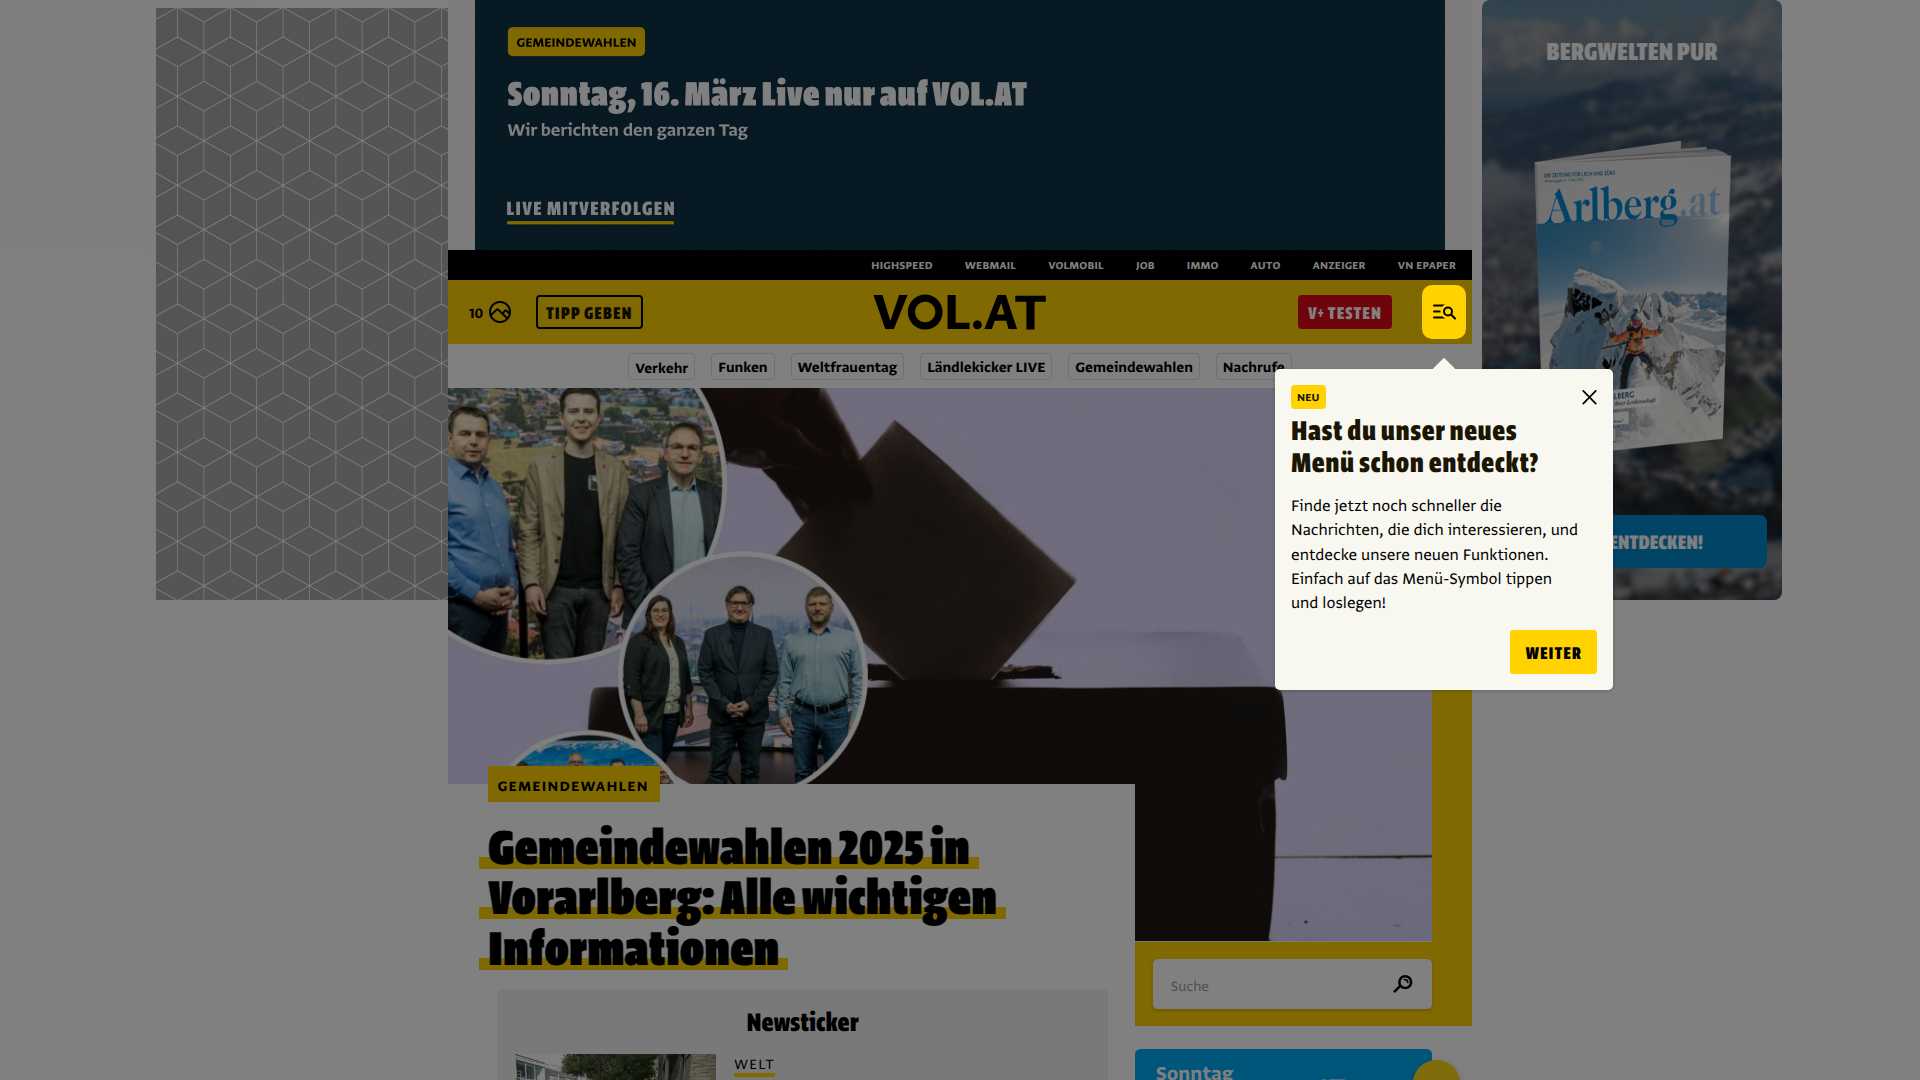 GEMEINDEWAHLEN
Sonntag, 16. März Live nur auf VOL.AT
Wir berichten den ganzen Tag
LIVE MITVERFOLGEN
BERGWELTEN PUR
Arlberg.at
ENTDECKEN!
HIGHSPEED WEBMAIL VOLMOBIL JOB IMMO AUTO ANZEIGER VN EPAPER
10 TIPP GEBEN VOL.AT V+ TESTEN
Verkehr Funken Weltfrauentag Ländlekicker LIVE Gemeindewahlen Nachrufe
NEU
Hast du unser neues
Menü schon entdeckt?
Finde jetzt noch schneller die
Nachrichten, die dich interessieren, und
entdecke unsere neuen Funktionen.
Einfach auf das Menü-Symbol tippen
und loslegen!
WEITER
GEMEINDEWAHLEN
Gemeindewahlen 2025 in
Vorarlberg: Alle wichtigen
Informationen
Suche
Newsticker
WELT
Sonntag